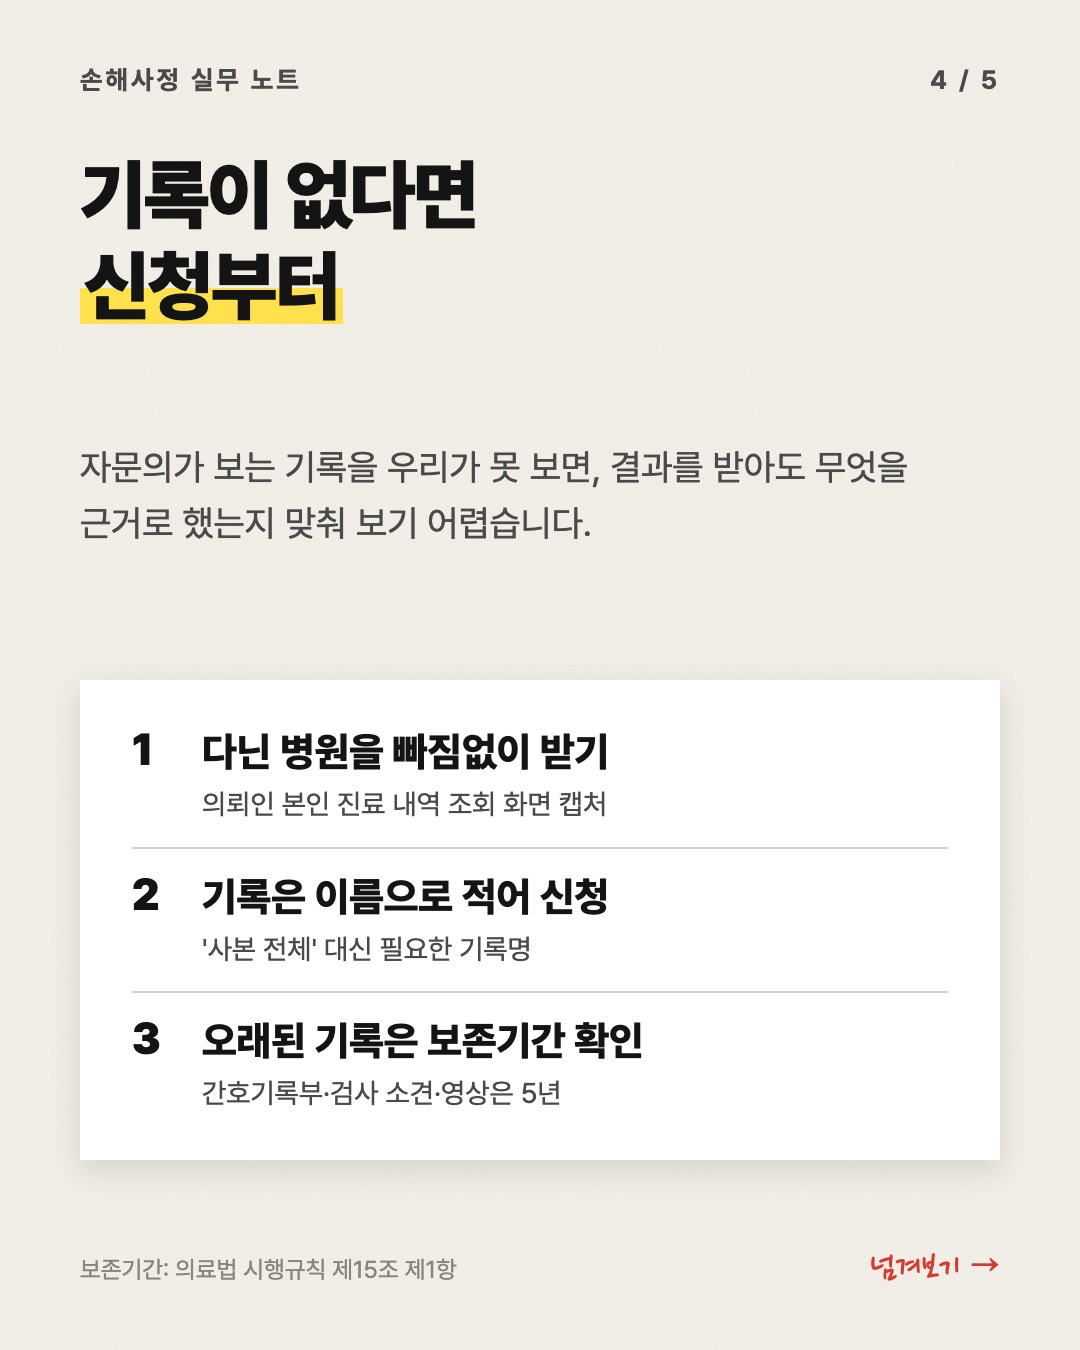 손해사정 실무 노트
4 / 5
기록이 없다면
신청부터
자문의가 보는 기록을 우리가 못 보면, 결과를 받아도 무엇을
근거로 했는지 맞춰 보기 어렵습니다.
1 다닌 병원을 빠짐없이 받기
의뢰인 본인 진료 내역 조회 화면 캡처
2 기록은 이름으로 적어 신청
'사본 전체' 대신 필요한 기록명
3 오래된 기록은 보존기간 확인
간호기록부·검사 소견·영상은 5년
보존기간: 의료법 시행규칙 제15조 제1항
넘겨보기 →